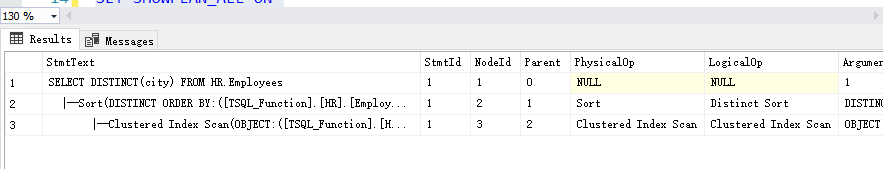 14 SET SHOWPLAN_ALL ON
130 %
Results Messages
StmtText StmtId NodeId Parent PhysicalOp LogicalOp Argumen
1 SELECT DISTINCT(city) FROM HR.Employees 1 1 0 NULL NULL 1
2 |--Sort(DISTINCT ORDER BY:([TSQL_Function].[HR].[Employ... 1 2 1 Sort Distinct Sort DISTINC
3 |--Clustered Index Scan(OBJECT:([TSQL_Function].[H... 1 3 2 Clustered Index Scan Clustered Index Scan OBJECT